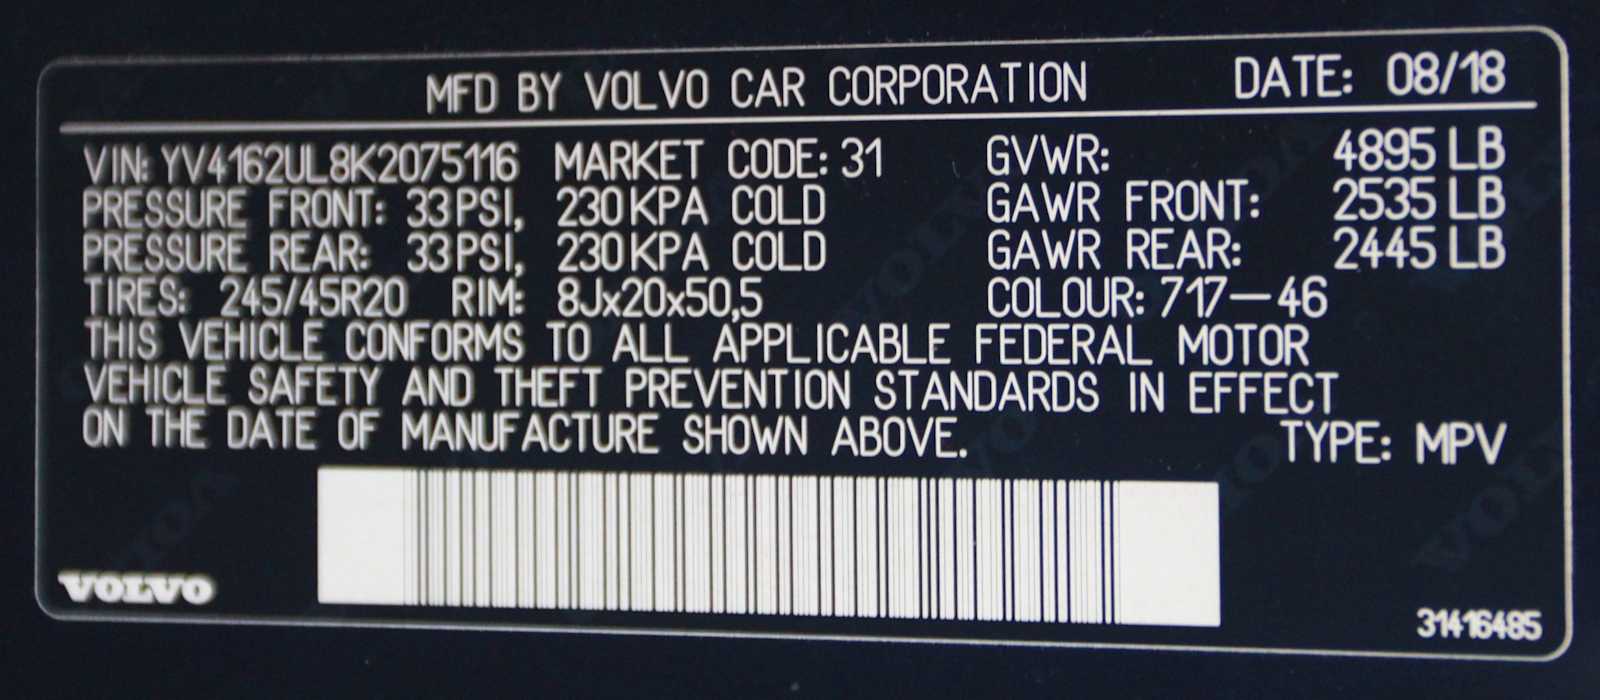 MFD BY VOLVO CAR CORPORATION DATE: 08/18
VIN: YV4162UL8K2075116 MARKET CODE: 31 GVWR: 4895 LB
PRESSURE FRONT: 33 PSI, 230 KPA COLD GAWR FRONT: 2535 LB
PRESSURE REAR: 33 PSI, 230 KPA COLD GAWR REAR: 2445 LB
TIRES: 245/45R20 RIM: 8Jx20x50,5 COLOUR: 717-46
THIS VEHICLE CONFORMS TO ALL APPLICABLE FEDERAL MOTOR
VEHICLE SAFETY AND THEFT PREVENTION STANDARDS IN EFFECT
ON THE DATE OF MANUFACTURE SHOWN ABOVE. TYPE: MPV
VOLVO
31416485